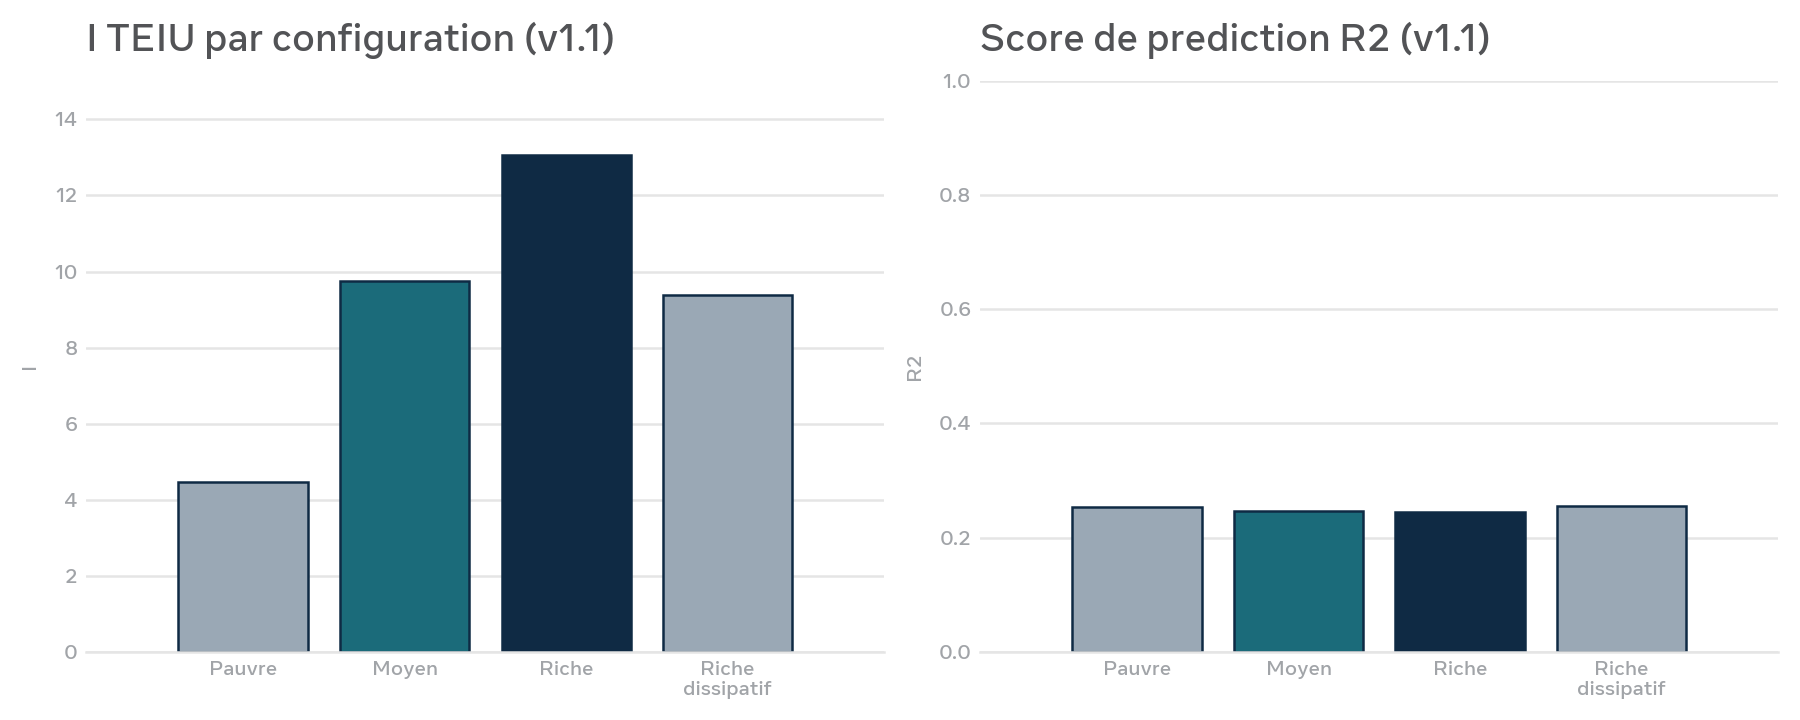 I TEIU par configuration (v1.1)
14
12
10
8
6
4
2
0
I
Pauvre
Moyen
Riche
Riche
dissipatif
Score de prediction R2 (v1.1)
1.0
0.8
0.6
0.4
0.2
0.0
R2
Pauvre
Moyen
Riche
Riche
dissipatif